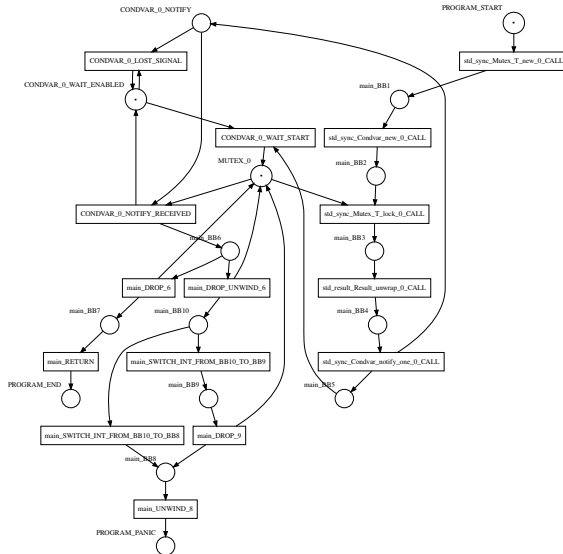 PROGRAM_START
CONDVAR_0_NOTIFY
CONDVAR_0_LOST_SIGNAL
std_sync_Mutex_T_new_0_CALL
CONDVAR_0_WAIT_ENABLED
main_BB1
CONDVAR_0_WAIT_START
std_sync_Condvar_new_0_CALL
MUTEX_0
main_BB2
CONDVAR_0_NOTIFY_RECEIVED
std_sync_Mutex_T_lock_0_CALL
main_BB6
main_BB3
main_DROP_6
main_DROP_UNWIND_6
std_result_Result_unwrap_0_CALL
main_BB7
main_BB10
main_BB4
main_RETURN
main_SWITCH_INT_FROM_BB10_TO_BB9
std_sync_Condvar_notify_one_0_CALL
PROGRAM_END
main_BB9
main_BB5
main_SWITCH_INT_FROM_BB10_TO_BB8
main_DROP_9
main_BB8
main_UNWIND_8
PROGRAM_PANIC